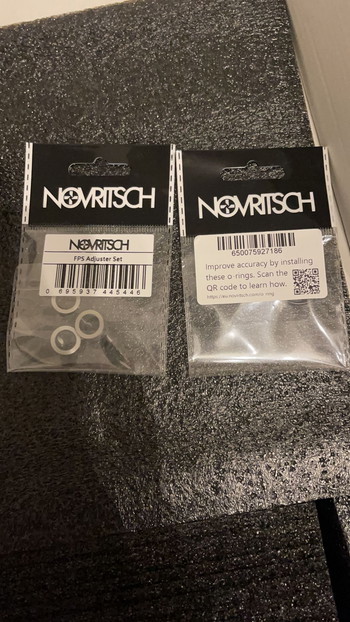 NOVRITSCH
NOVRITSCH
FPS Adjuster Set
0 695937 445446
NOVRITSCH
650075927186
Improve accuracy by installing
these o-rings. Scan the
QR code to learn how.